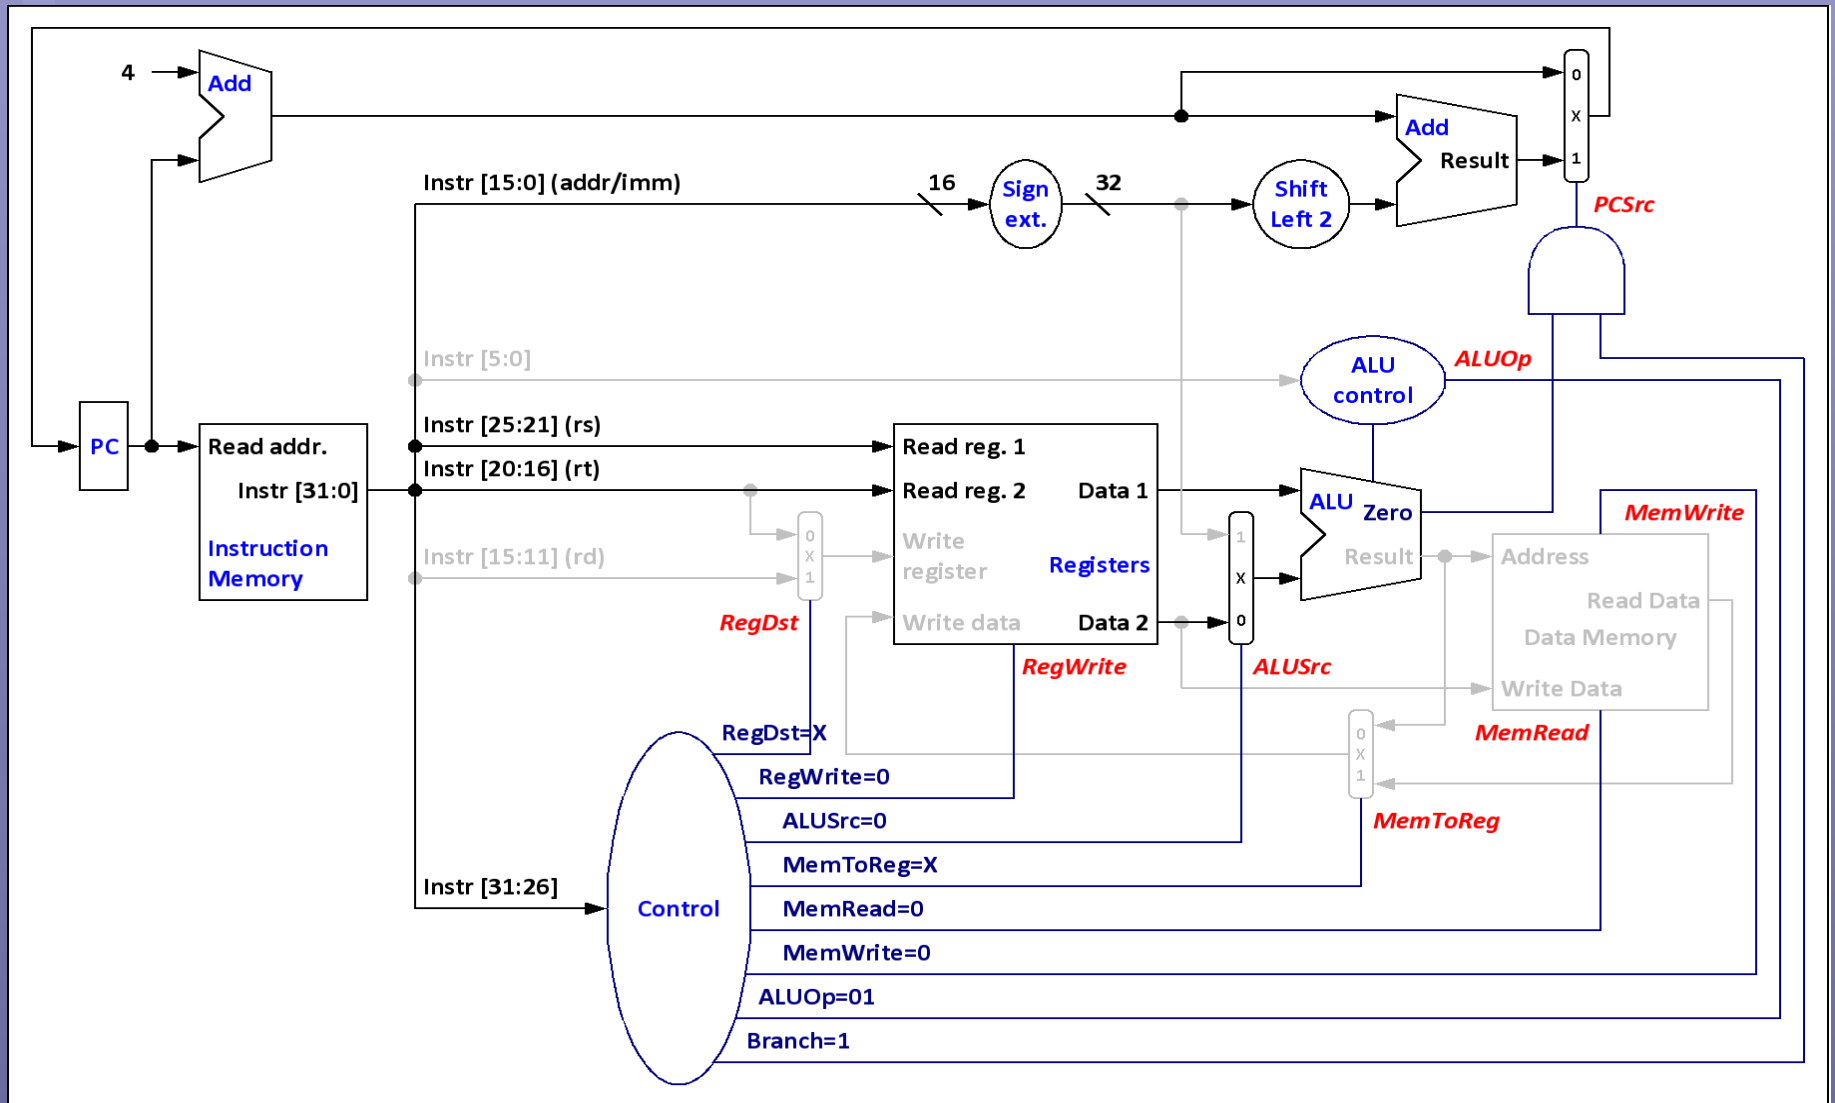 4
Add
0
X
1
Add
Result
PCSrc
Instr [15:0] (addr/imm)
16
Sign
ext.
32
Shift
Left 2
Instr [5:0]
ALU
control
ALUOp
PC
Read addr.
Instr [31:0]
Instruction
Memory
Instr [25:21] (rs)
Instr [20:16] (rt)
Instr [15:11] (rd)
0
X
1
RegDst
Read reg. 1
Read reg. 2
Write
register
Write data
Data 1
Registers
Data 2
RegWrite
1
X
0
ALUSrc
ALU
Zero
Result
MemWrite
Address
Read Data
Data Memory
Write Data
MemRead
0
X
1
MemToReg
Instr [31:26]
Control
RegDst=X
RegWrite=0
ALUSrc=0
MemToReg=X
MemRead=0
MemWrite=0
ALUOp=01
Branch=1